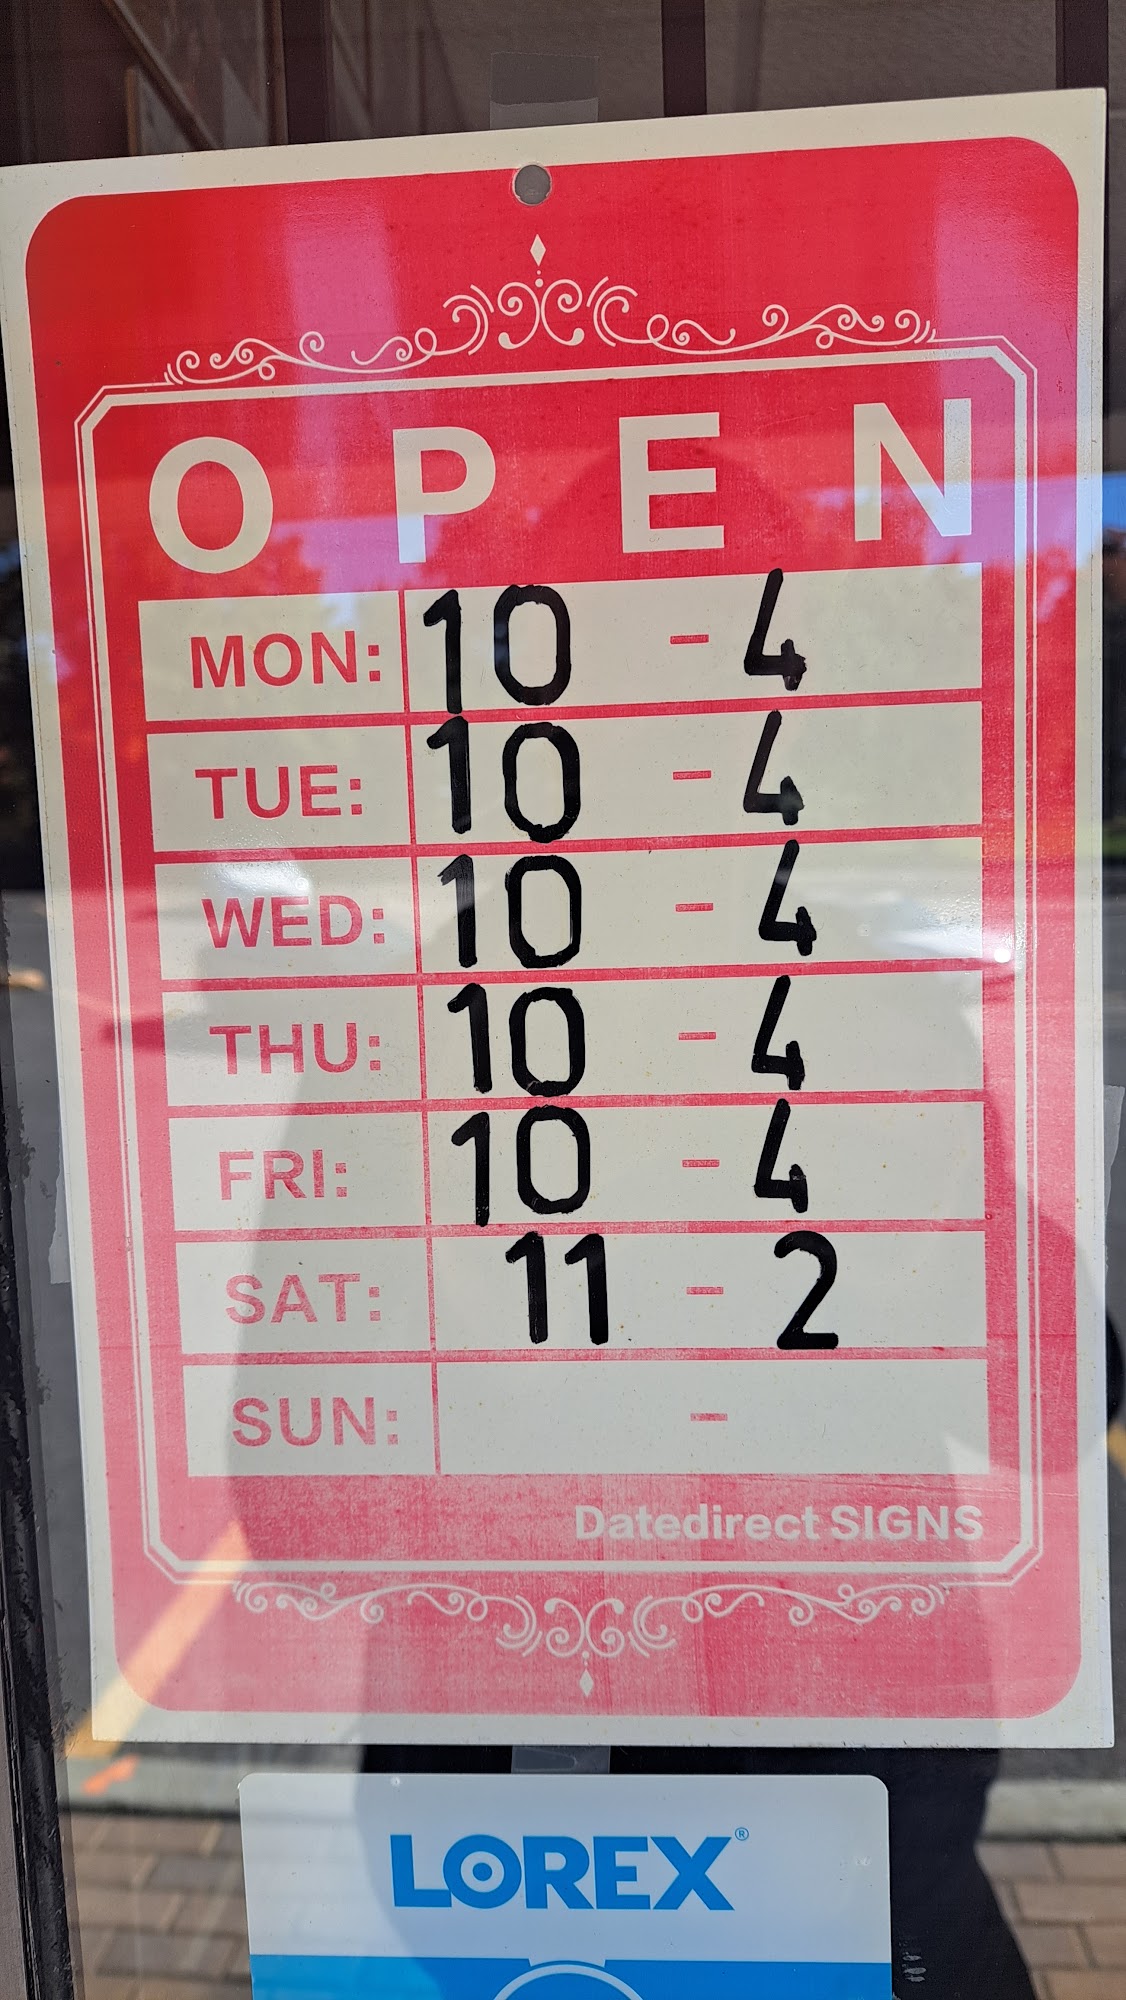 OPEN
MON: 10 - 4
TUE: 10 - 4
WED: 10 - 4
THU: 10 - 4
FRI: 10 - 4
SAT: 11 - 2
SUN: -
Datedirect SIGNS
LOREX®